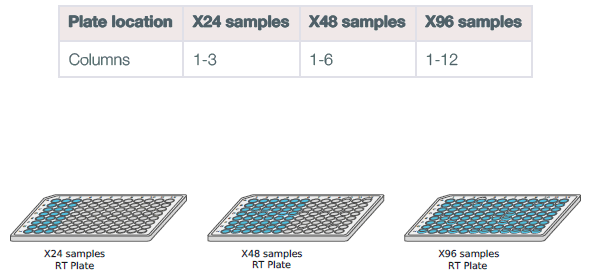 Plate location X24 samples X48 samples X96 samples
Columns 1-3 1-6 1-12
X24 samples
RT Plate
X48 samples
RT Plate
X96 samples
RT Plate